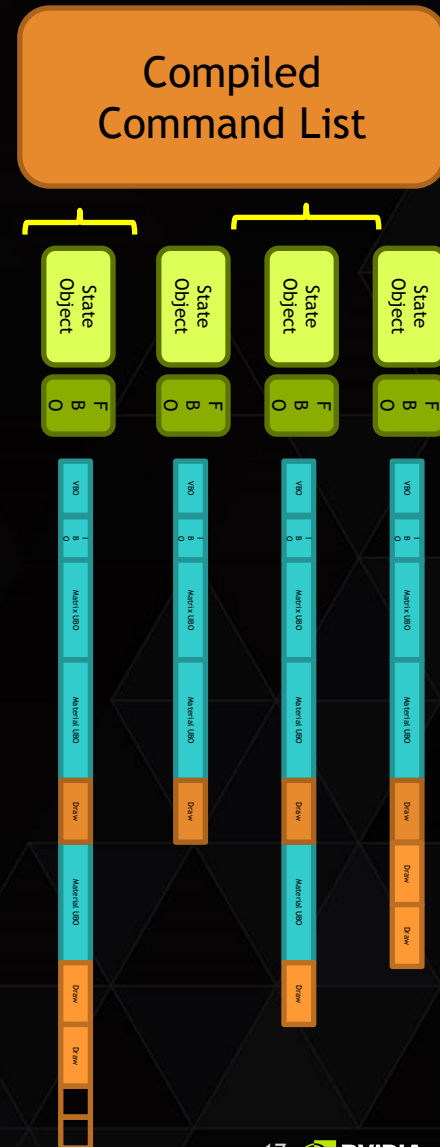 Compiled
Command List
State
Object
State
Object
State
Object
State
Object
FBO
FBO
FBO
FBO
VBO
IBO
Matrix UBO
Material UBO
Draw
Material UBO
Draw
Draw
VBO
IBO
Matrix UBO
Material UBO
Draw
VBO
IBO
Matrix UBO
Material UBO
Draw
Material UBO
Draw
VBO
IBO
Matrix UBO
Material UBO
Draw
Draw
Draw